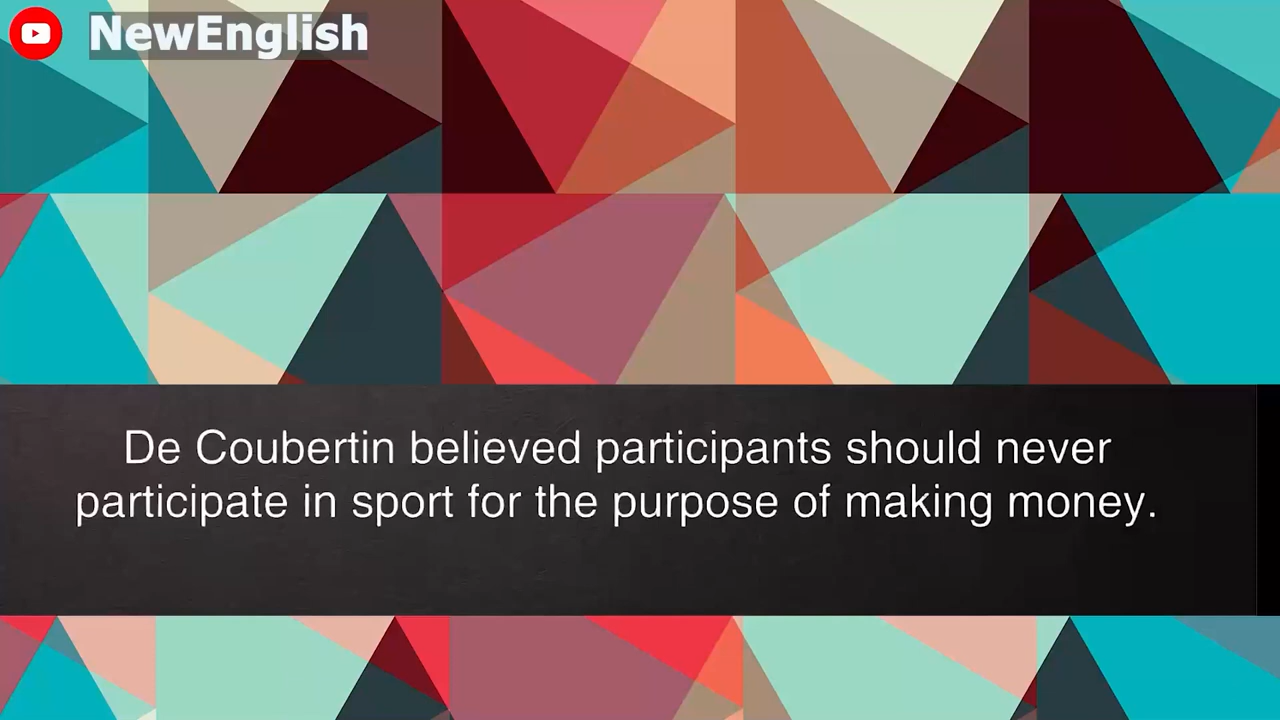 NewEnglish
De Coubertin believed participants should never
participate in sport for the purpose of making money.